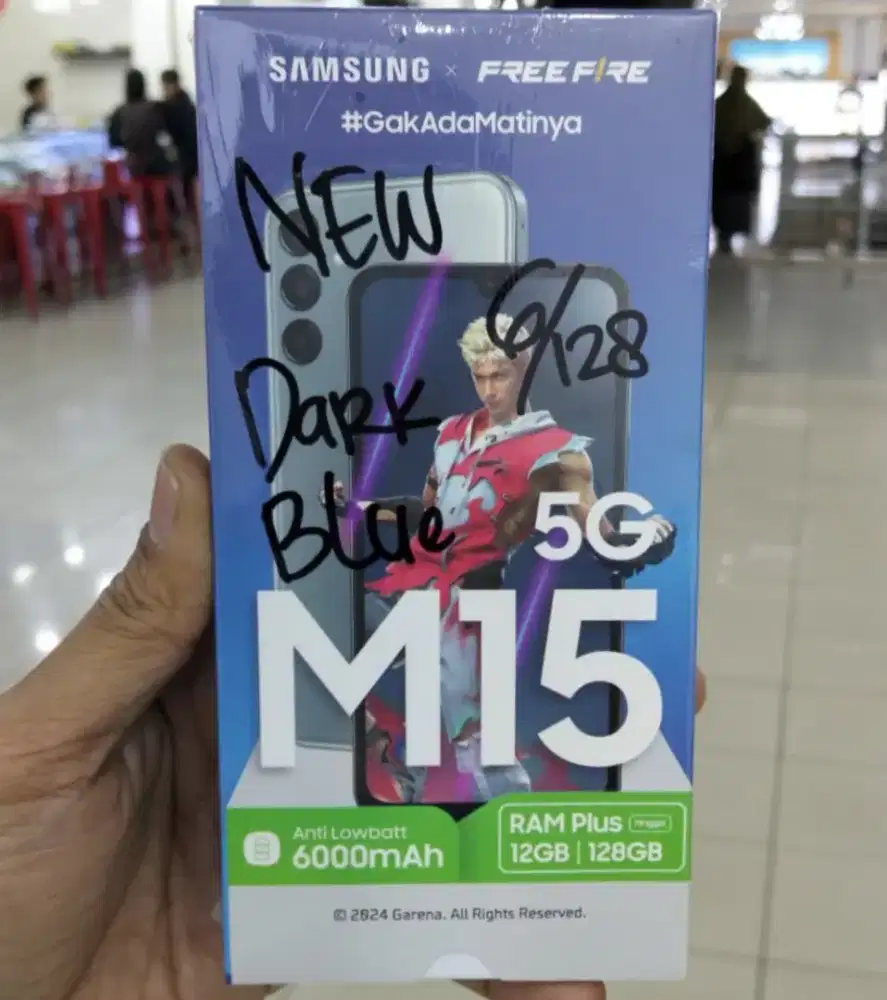 SAMSUNG × FREE FIRE
#GakAdaMatinya
NEW
6/128
Dark
Blue
5G
M15
Anti Lowbatt
6000mAh
RAM Plus hingga
12GB | 128GB
© 2024 Garena. All Rights Reserved.